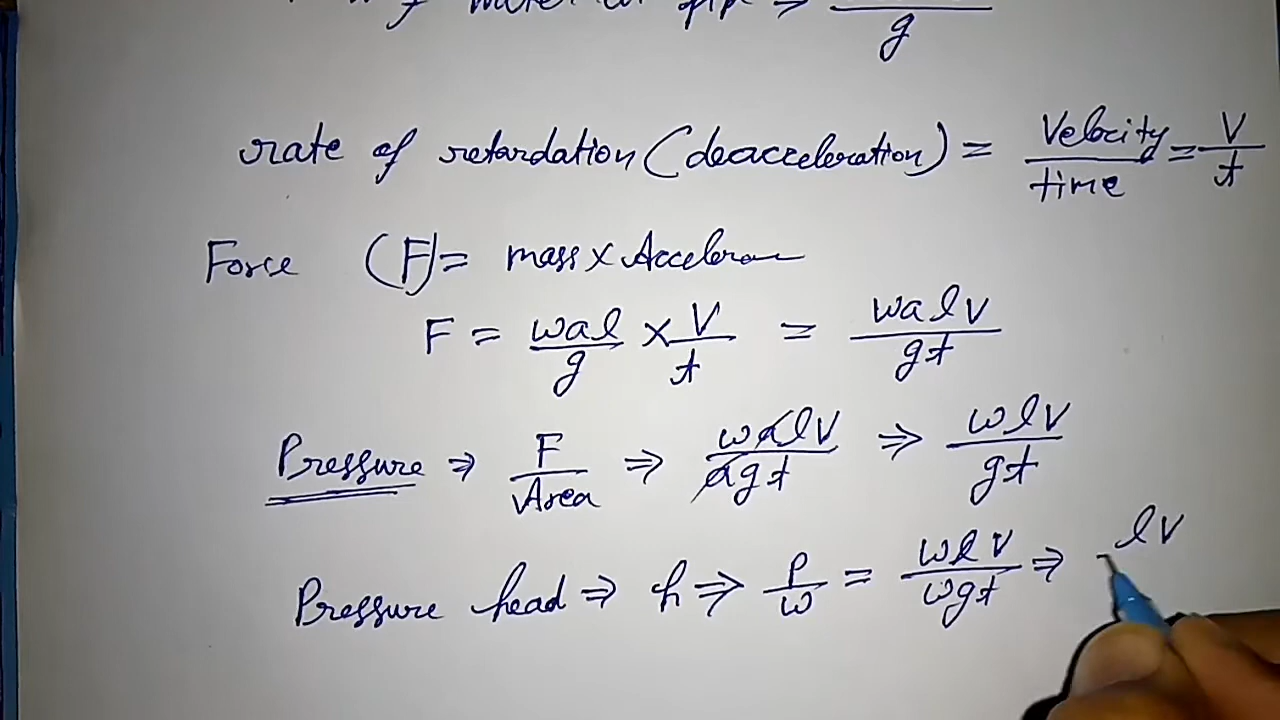 g
rate of retardation (deacceleration) = Velocity/time = V/t
Force (F) = mass x Acceleran
F = wal/g x V/t = walV/gt
Pressure ⇒ F/Area ⇒ walV/agt ⇒ wlV/gt
Pressure head ⇒ h ⇒ P/w = wlV/wgt ⇒ lV